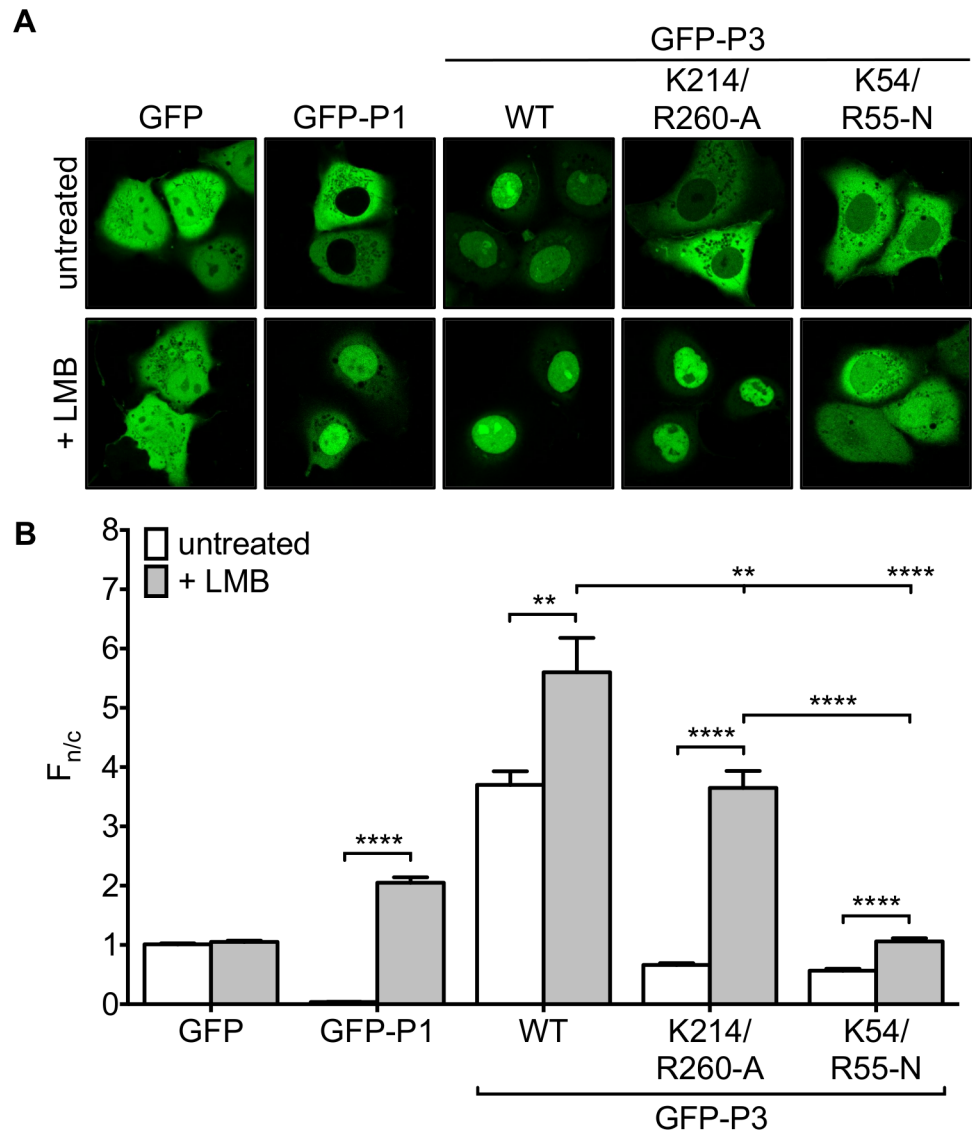 A
GFP-P3
GFP GFP-P1 WT K214/ R260-A K54/ R55-N
untreated
+ LMB
B
untreated
+ LMB
8
7
6
5
4
3
2
1
0
Fn/c
**
****
**
****
****
****
****
GFP GFP-P1 WT K214/ R260-A K54/ R55-N
GFP-P3